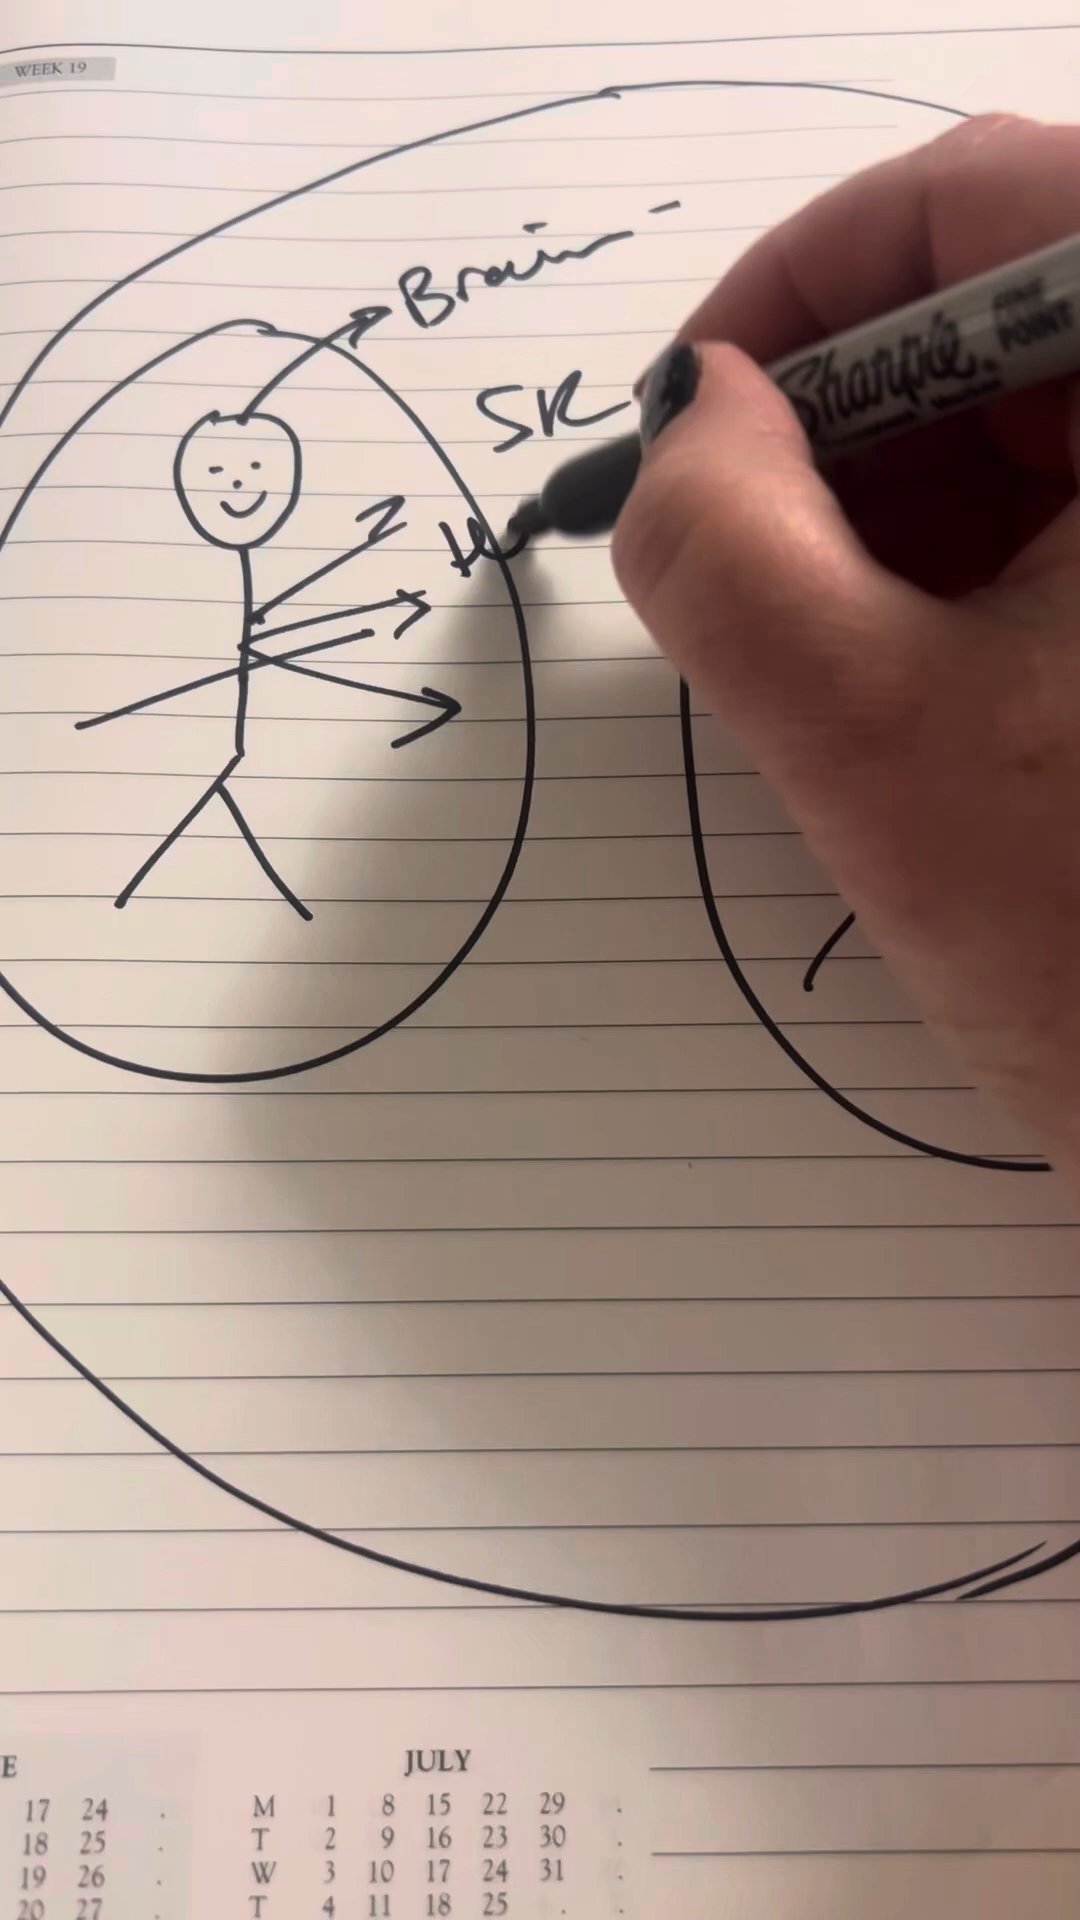 WEEK 19
Brain -
SK
Sharpie FINE POINT
E
17 24 .
18 25 .
19 26 .
20 27 .
JULY
M 1 8 15 22 29 .
T 2 9 16 23 30 .
W 3 10 17 24 31 .
T 4 11 18 25 . .